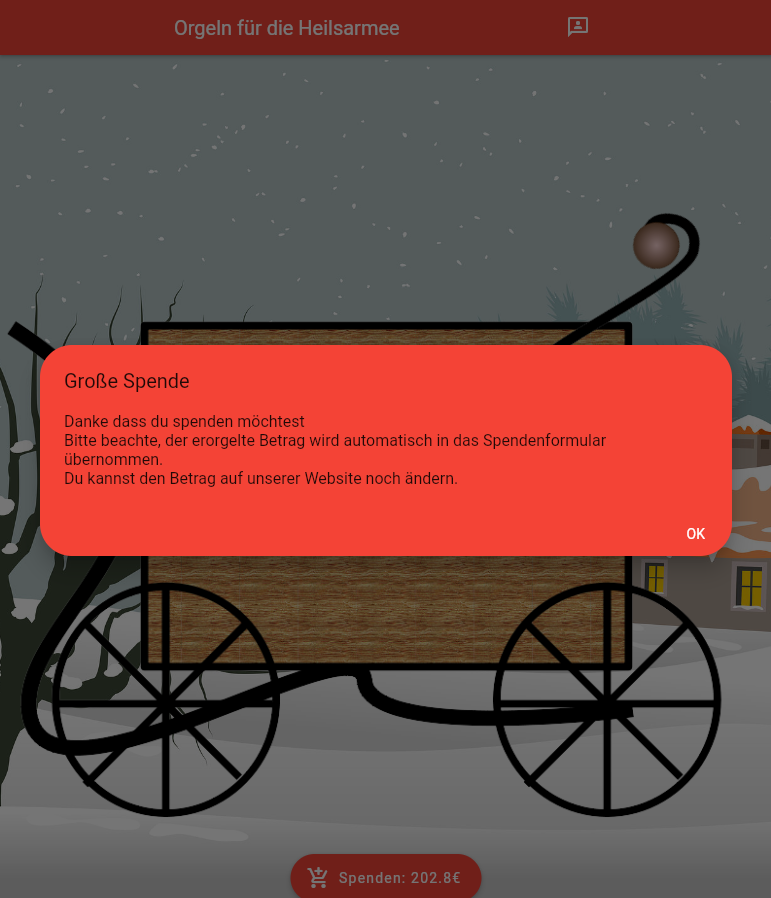 Orgeln für die Heilsarmee
Große Spende
Danke dass du spenden möchtest
Bitte beachte, der erorgelte Betrag wird automatisch in das Spendenformular
übernommen.
Du kannst den Betrag auf unserer Website noch ändern.
OK
Spenden: 202.8€